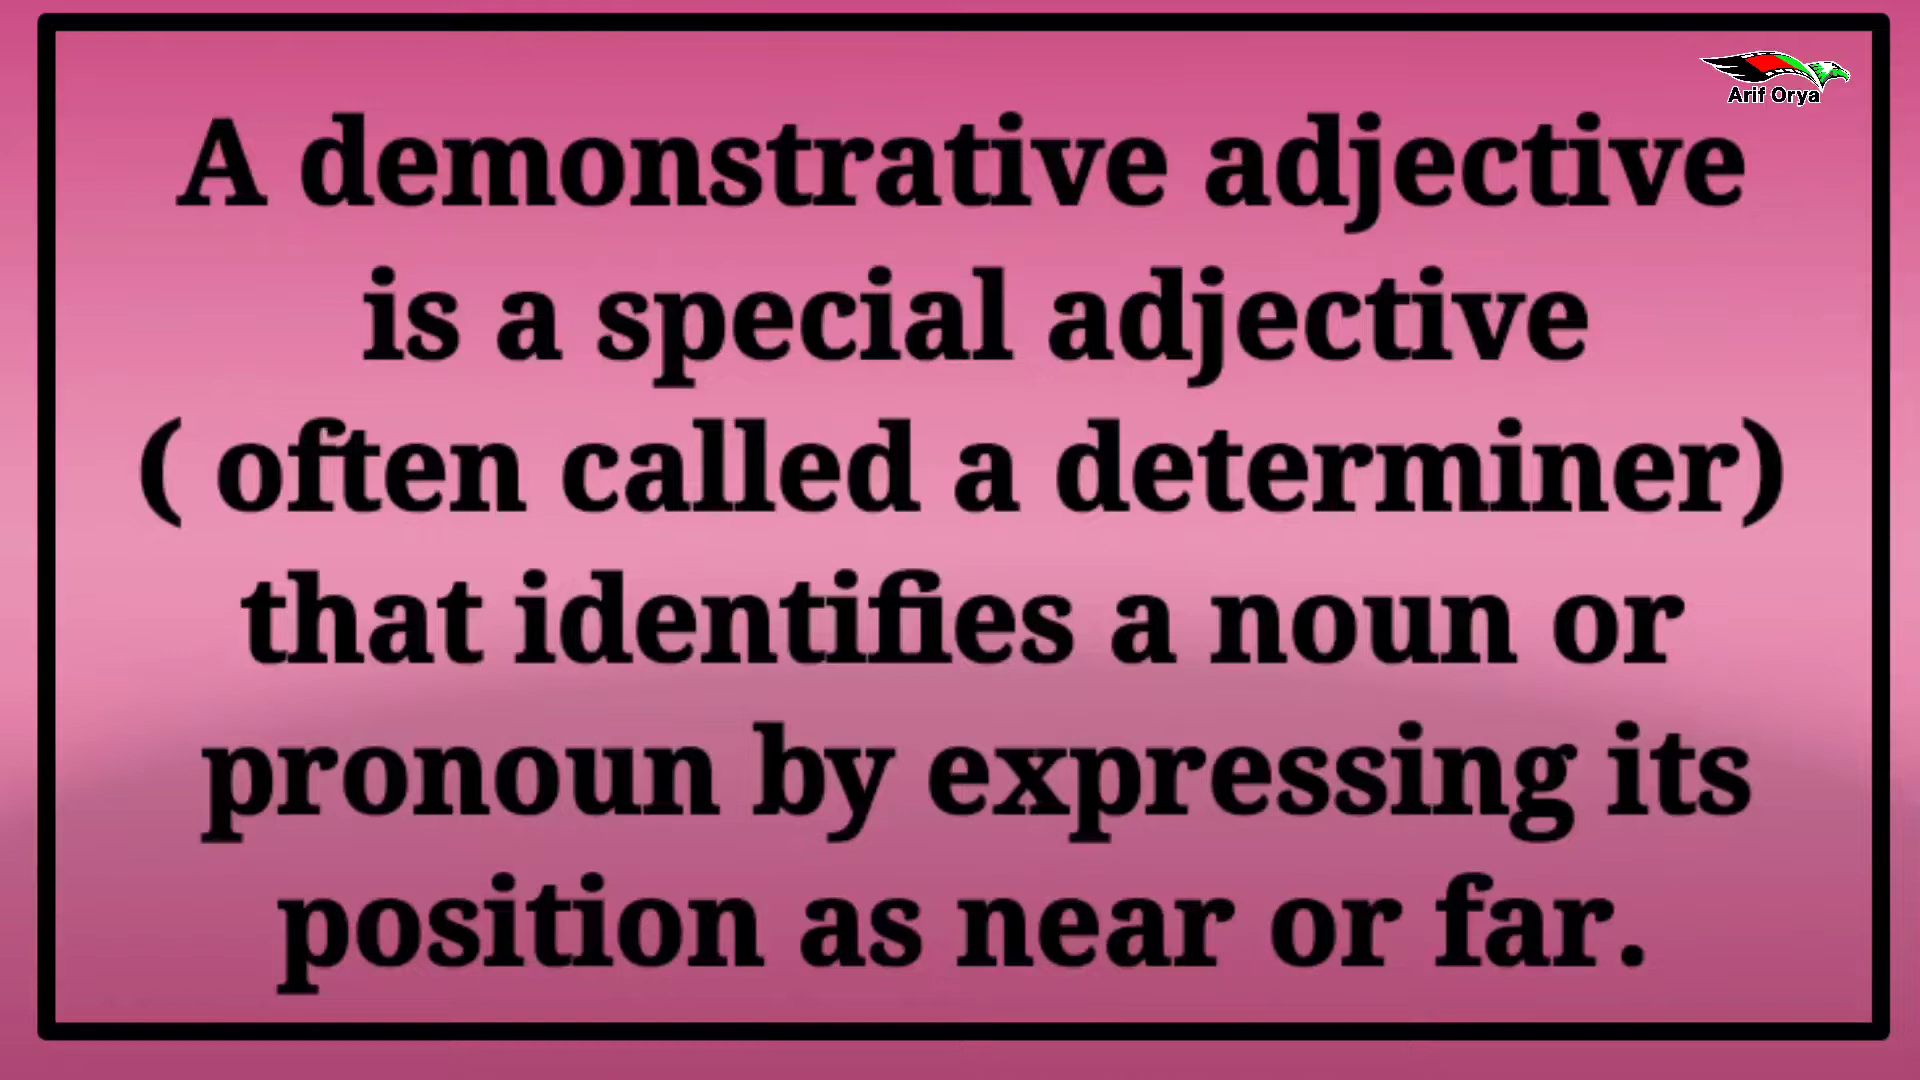 Arif Orya
A demonstrative adjective
is a special adjective
( often called a determiner)
that identifies a noun or
pronoun by expressing its
position as near or far.